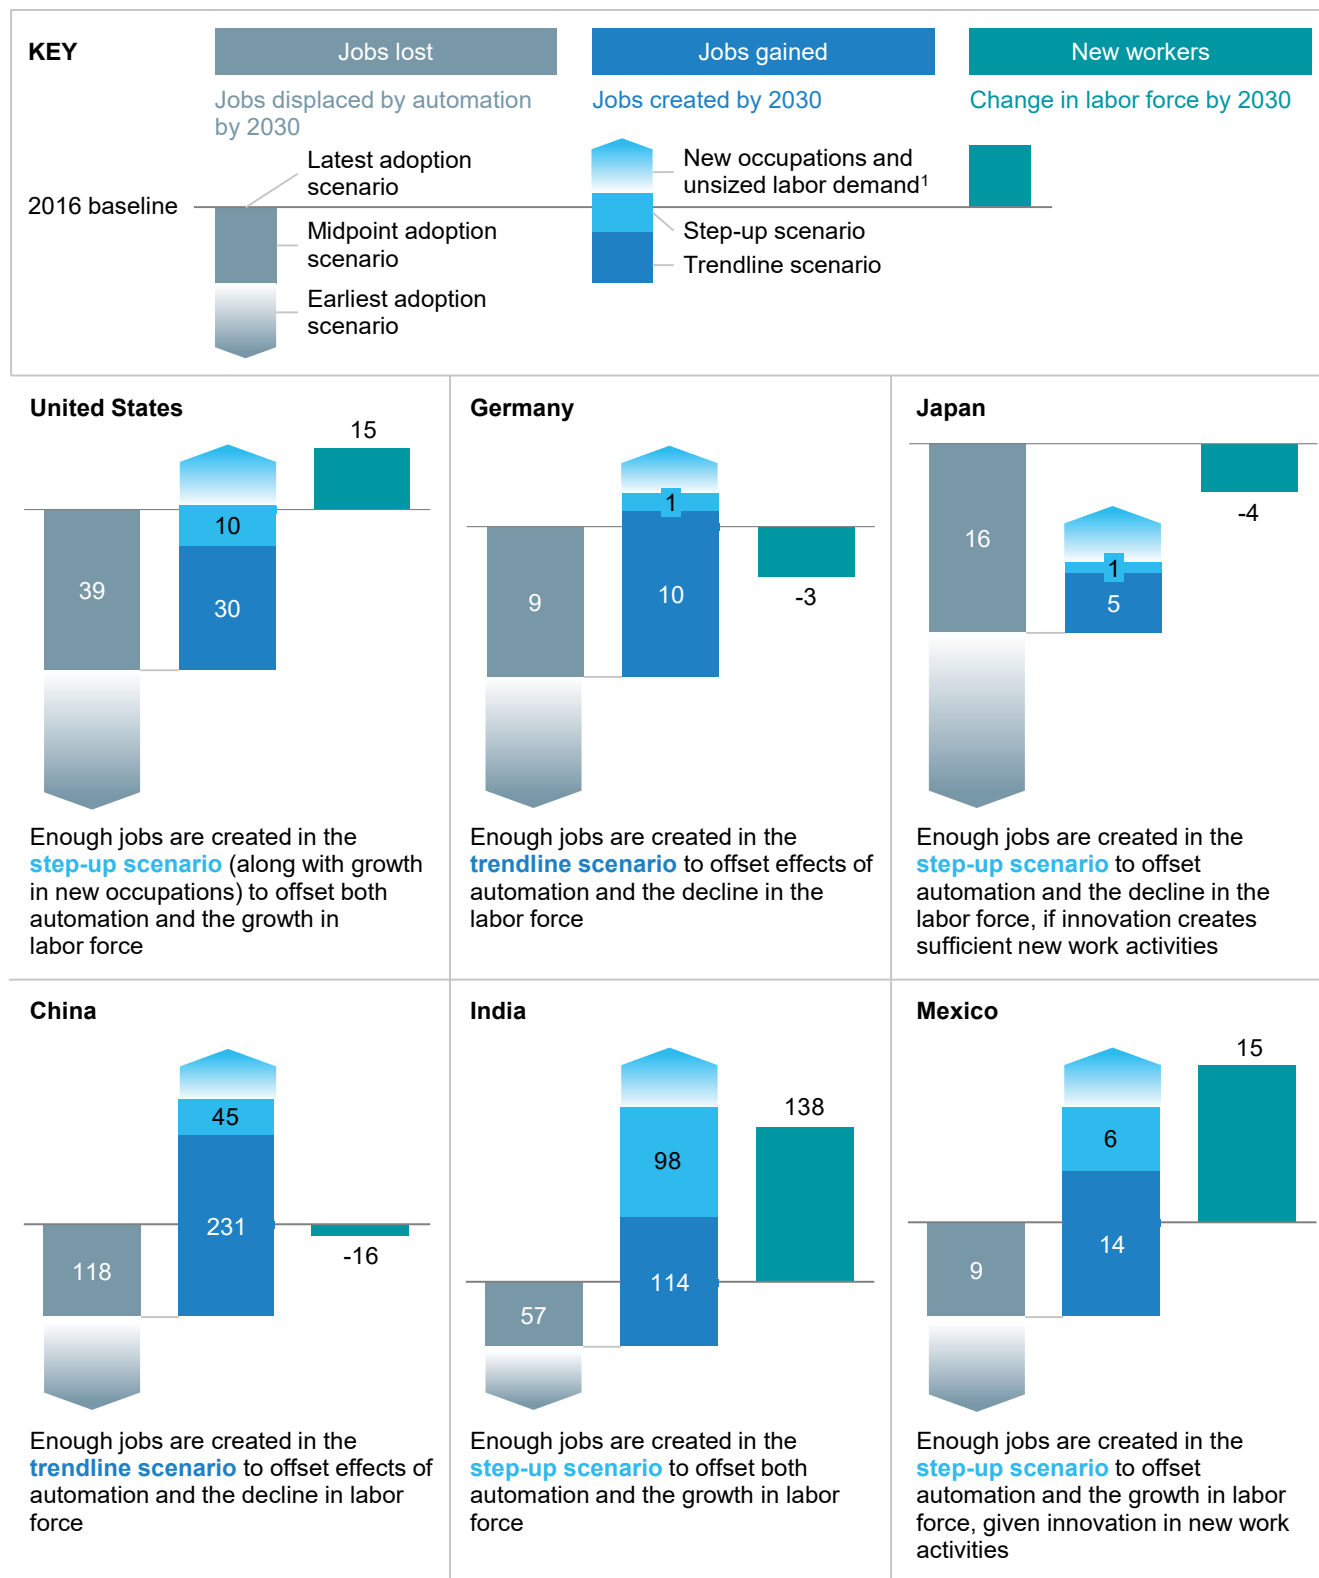 KEY
Jobs lost
Jobs gained
New workers
Jobs displaced by automation
by 2030
Jobs created by 2030
Change in labor force by 2030
2016 baseline
Latest adoption
scenario
Midpoint adoption
scenario
Earliest adoption
scenario
New occupations and
unsized labor demand¹
Step-up scenario
Trendline scenario
United States
15
10
39
30
Enough jobs are created in the
step-up scenario (along with growth
in new occupations) to offset both
automation and the growth in
labor force
Germany
1
9
10
-3
Enough jobs are created in the
trendline scenario to offset effects of
automation and the decline in the
labor force
Japan
16
1
5
-4
Enough jobs are created in the
step-up scenario to offset
automation and the decline in the
labor force, if innovation creates
sufficient new work activities
China
45
231
118
-16
Enough jobs are created in the
trendline scenario to offset effects of
automation and the decline in labor
force
India
138
98
114
57
Enough jobs are created in the
step-up scenario to offset both
automation and the growth in labor
force
Mexico
15
6
14
9
Enough jobs are created in the
step-up scenario to offset
automation and the growth in labor
force, given innovation in new work
activities